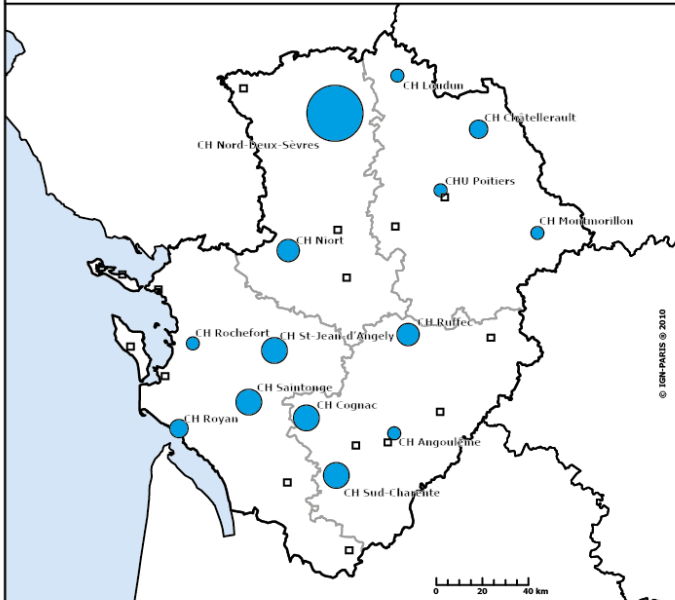 CH Loudun
CH Châtellerault
CH Nord-Deux-Sèvres
CHU Poitiers
CH Montmorillon
CH Niort
CH Ruffec
CH Rochefort
CH St-Jean-d'Angely
CH Saintonge
CH Cognac
CH Royan
CH Angoulême
CH Sud-Charente
© IGN-PARIS ® 2010
0 20 40 km